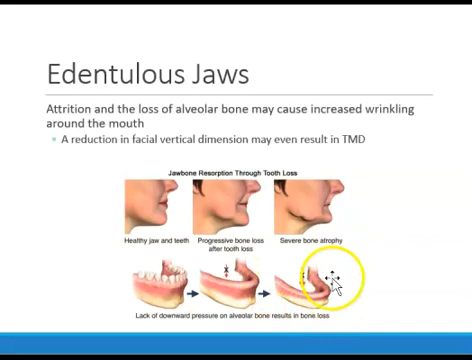 Edentulous Jaws
Attrition and the loss of alveolar bone may cause increased wrinkling
around the mouth
A reduction in facial vertical dimension may even result in TMD
Jawbone Resorption Through Tooth Loss
Healthy jaw and teeth
Progressive bone loss
after tooth loss
Severe bone atrophy
Lack of downward pressure on alveolar bone results in bone loss